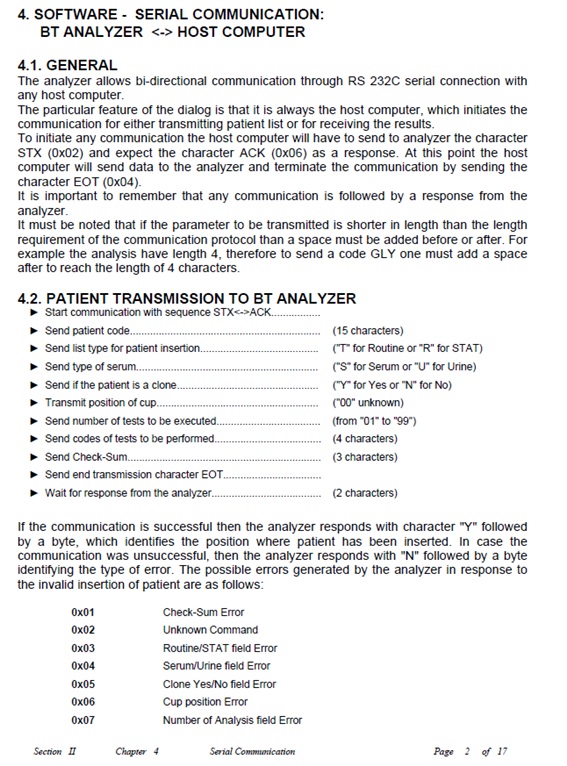 4. SOFTWARE - SERIAL COMMUNICATION:
BT ANALYZER <-> HOST COMPUTER
4.1. GENERAL
The analyzer allows bi-directional communication through RS 232C serial connection with
any host computer.
The particular feature of the dialog is that it is always the host computer, which initiates the
communication for either transmitting patient list or for receiving the results.
To initiate any communication the host computer will have to send to analyzer the character
STX (0x02) and expect the character ACK (0x06) as a response. At this point the host
computer will send data to the analyzer and terminate the communication by sending the
character EOT (0x04).
It is important to remember that any communication is followed by a response from the
analyzer.
It must be noted that if the parameter to be transmitted is shorter in length than the length
requirement of the communication protocol than a space must be added before or after. For
example the analysis have length 4, therefore to send a code GLY one must add a space
after to reach the length of 4 characters.
4.2. PATIENT TRANSMISSION TO BT ANALYZER
► Start communication with sequence STX<->ACK.................
► Send patient code................................................................ (15 characters)
► Send list type for patient insertion........................................ ("T" for Routine or "R" for STAT)
► Send type of serum.............................................................. ("S" for Serum or "U" for Urine)
► Send if the patient is a clone................................................ ("Y" for Yes or "N" for No)
► Transmit position of cup....................................................... ("00" unknown)
► Send number of tests to be executed................................... (from "01" to "99")
► Send codes of tests to be performed.................................... (4 characters)
► Send Check-Sum................................................................. (3 characters)
► Send end transmission character EOT.................................
► Wait for response from the analyzer..................................... (2 characters)
If the communication is successful then the analyzer responds with character "Y" followed
by a byte, which identifies the position where patient has been inserted. In case the
communication was unsuccessful, then the analyzer responds with "N" followed by a byte
identifying the type of error. The possible errors generated by the analyzer in response to
the invalid insertion of patient are as follows:
0x01 Check-Sum Error
0x02 Unknown Command
0x03 Routine/STAT field Error
0x04 Serum/Urine field Error
0x05 Clone Yes/No field Error
0x06 Cup position Error
0x07 Number of Analysis field Error
Section II Chapter 4 Serial Communication Page 2 of 17